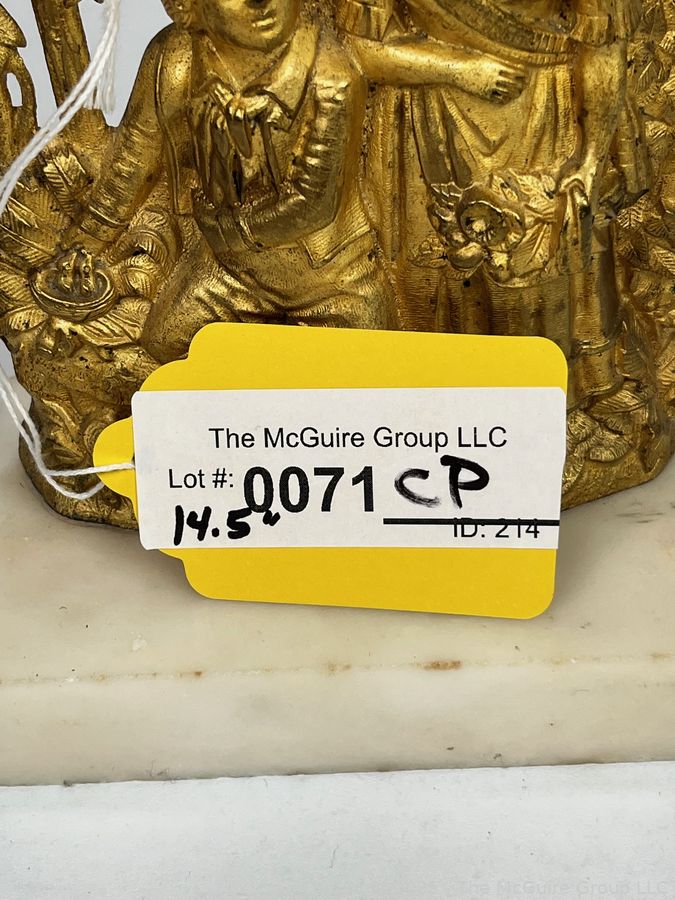 The McGuire Group LLC
Lot #: 0071 CP
14.5"
ID: 214
The McGuire Group LLC